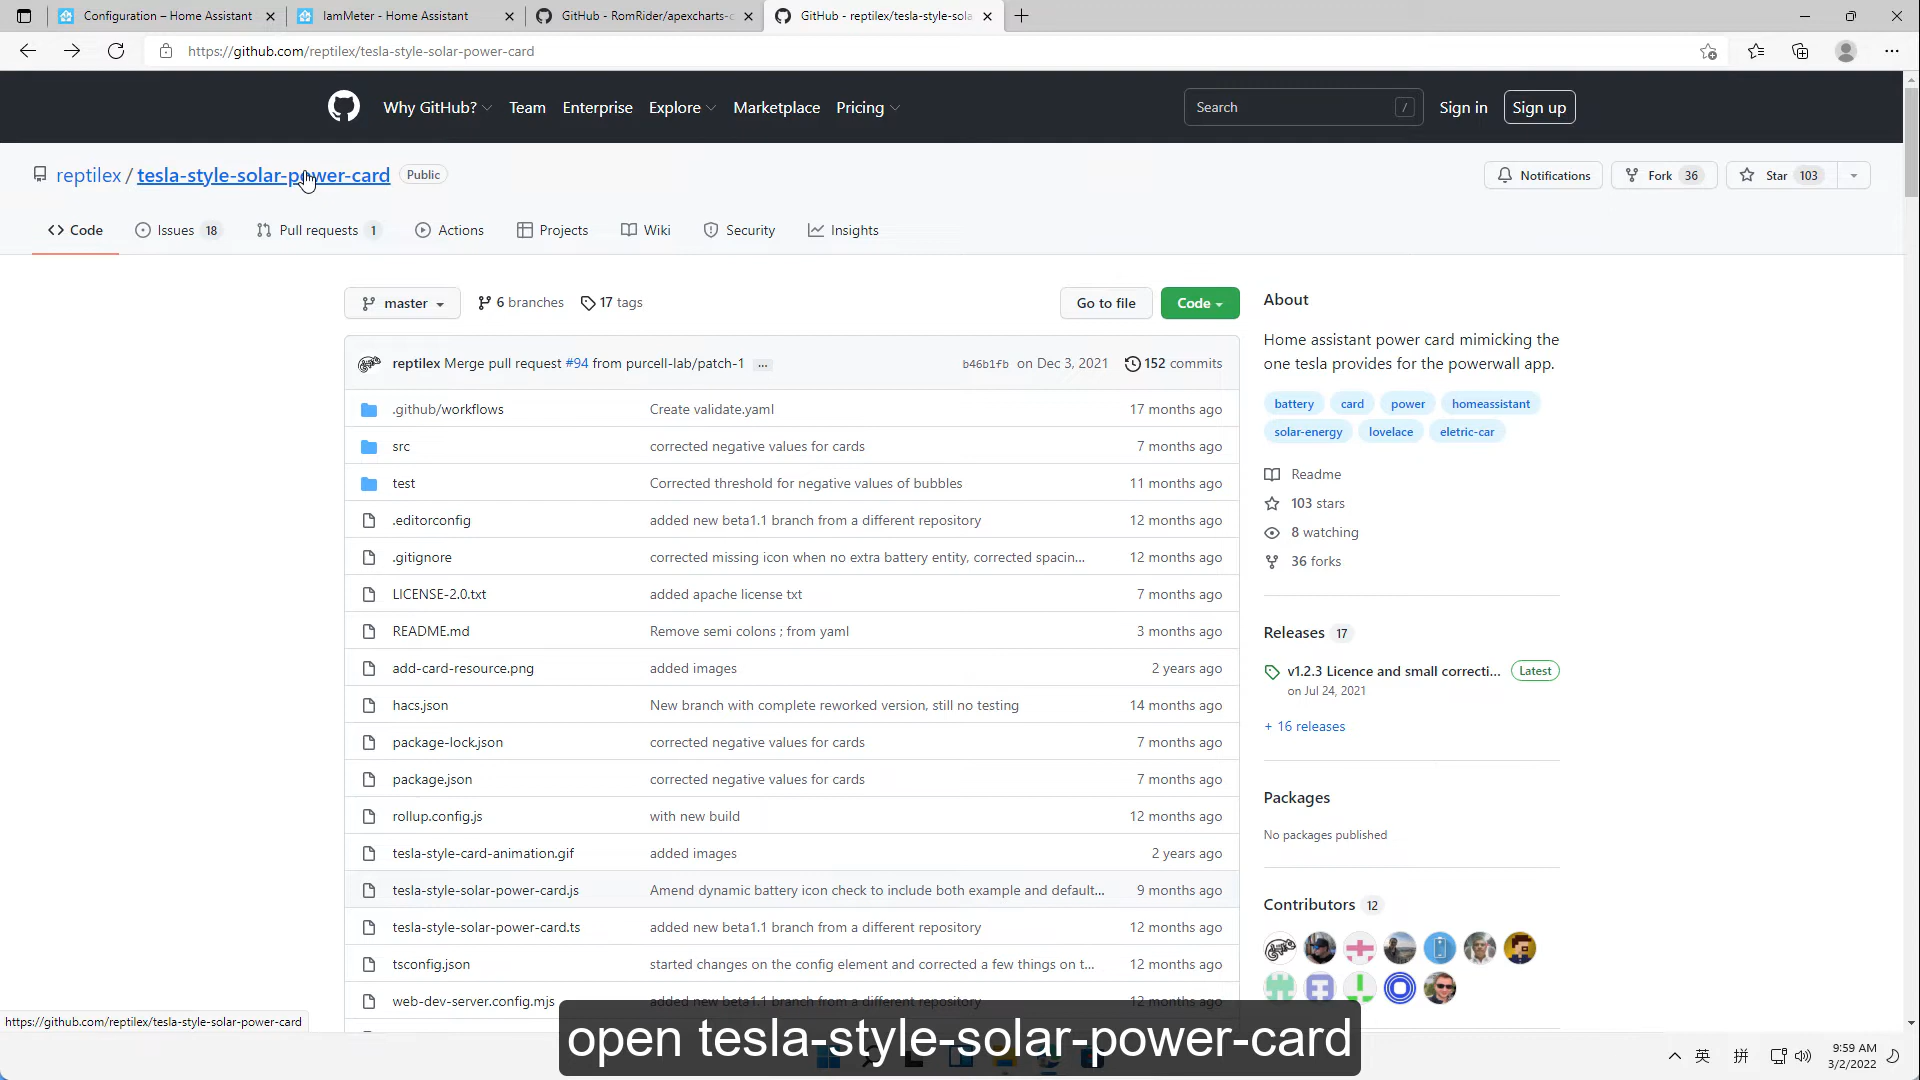 Configuration – Home Assistant
IamMeter - Home Assistant
GitHub - RomRider/apexcharts-c
GitHub - reptilex/tesla-style-sola
https://github.com/reptilex/tesla-style-solar-power-card
Why GitHub? Team Enterprise Explore Marketplace Pricing
Search /
Sign in Sign up
reptilex / tesla-style-solar-power-card Public
Notifications Fork 36 Star 103
Code Issues 18 Pull requests 1 Actions Projects Wiki Security Insights
master 6 branches 17 tags Go to file Code
reptilex Merge pull request #94 from purcell-lab/patch-1 ... b46b1fb on Dec 3, 2021 152 commits
.github/workflows Create validate.yaml 17 months ago
src corrected negative values for cards 7 months ago
test Corrected threshold for negative values of bubbles 11 months ago
.editorconfig added new beta1.1 branch from a different repository 12 months ago
.gitignore corrected missing icon when no extra battery entity, corrected spacin... 12 months ago
LICENSE-2.0.txt added apache license txt 7 months ago
README.md Remove semi colons ; from yaml 3 months ago
add-card-resource.png added images 2 years ago
hacs.json New branch with complete reworked version, still no testing 14 months ago
package-lock.json corrected negative values for cards 7 months ago
package.json corrected negative values for cards 7 months ago
rollup.config.js with new build 12 months ago
tesla-style-card-animation.gif added images 2 years ago
tesla-style-solar-power-card.js Amend dynamic battery icon check to include both example and default... 9 months ago
tesla-style-solar-power-card.ts added new beta1.1 branch from a different repository 12 months ago
tsconfig.json started changes on the config element and corrected a few things on t... 12 months ago
web-dev-server.config.mjs added new beta1.1 branch from a different repository 12 months ago
About
Home assistant power card mimicking the
one tesla provides for the powerwall app.
battery card power homeassistant
solar-energy lovelace eletric-car
Readme
103 stars
8 watching
36 forks
Releases 17
v1.2.3 Licence and small correcti... Latest
on Jul 24, 2021
+ 16 releases
Packages
No packages published
Contributors 12
https://github.com/reptilex/tesla-style-solar-power-card
open tesla-style-solar-power-card
英 拼
9:59 AM
3/2/2022